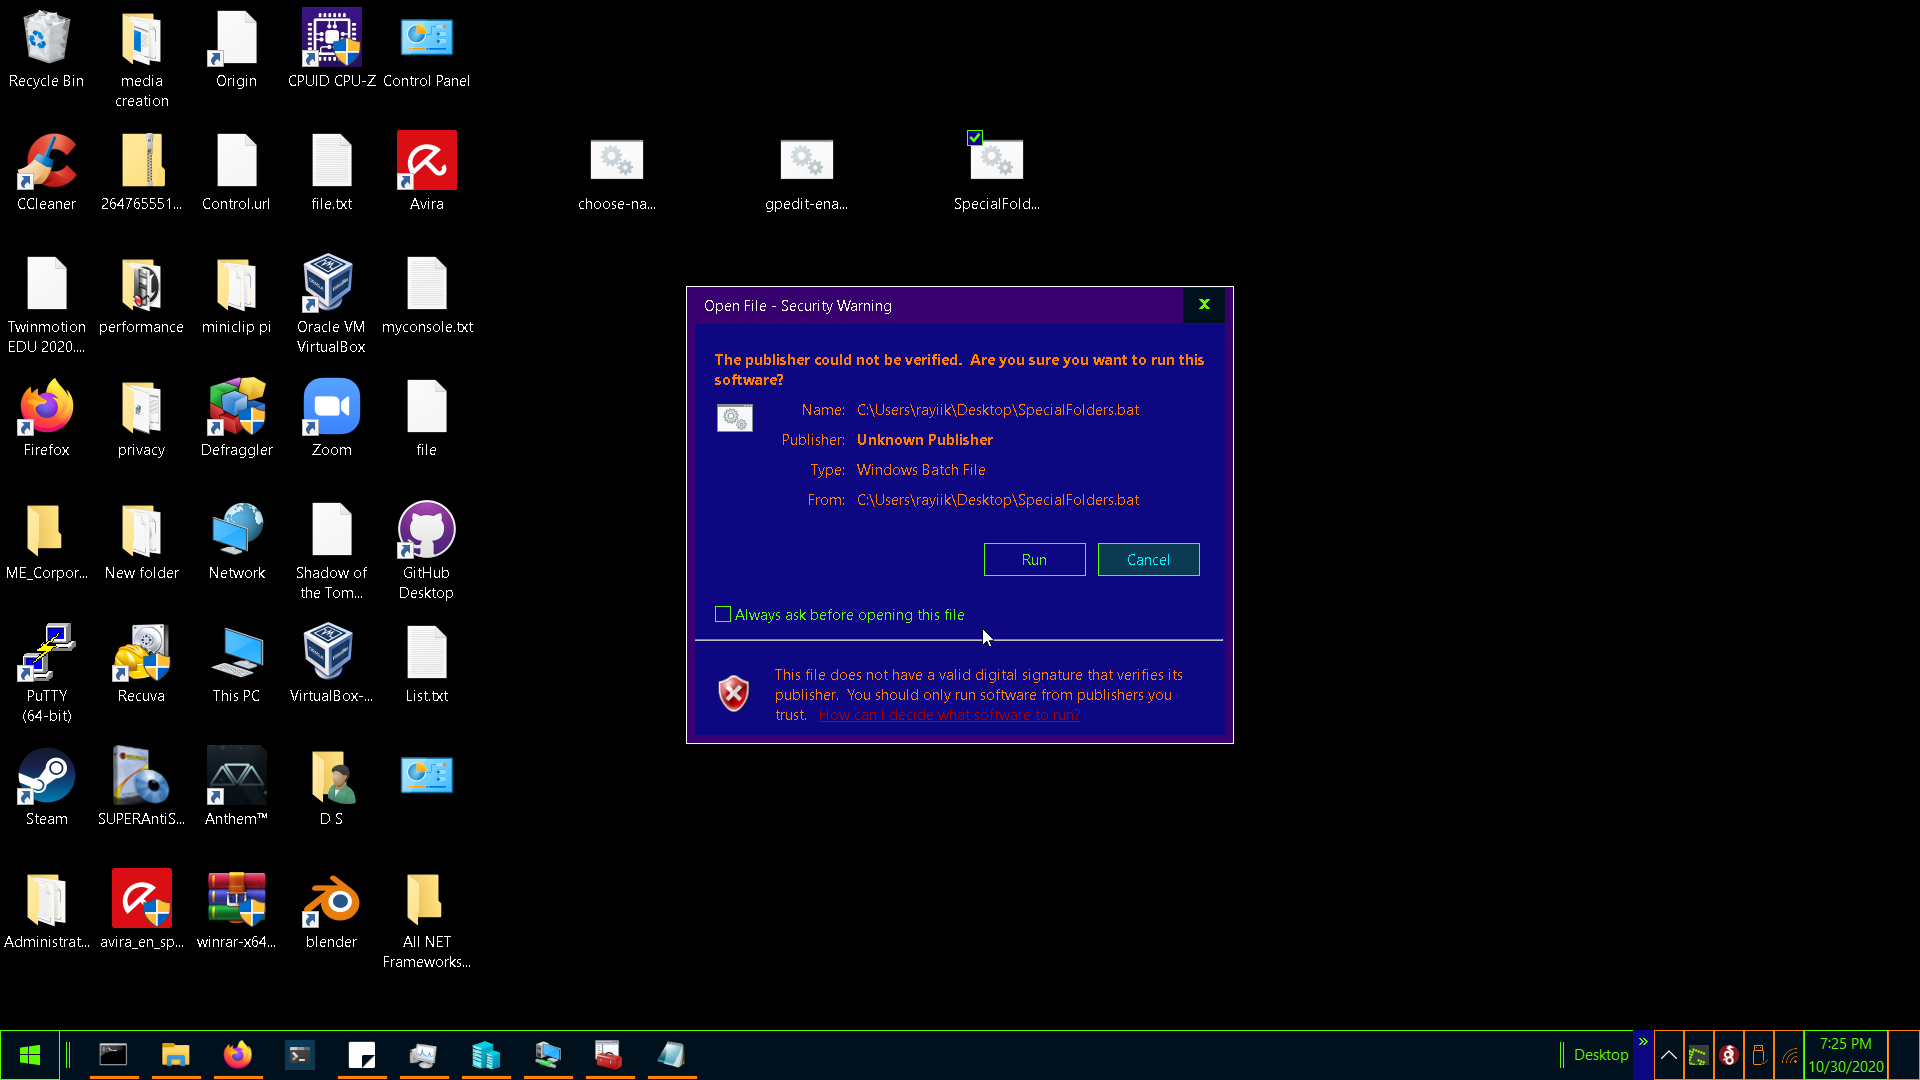 Recycle Bin
media
creation
Origin
CPUID CPU-Z
Control Panel
CCleaner
264765551...
Control.url
file.txt
Avira
choose-na...
gpedit-ena...
SpecialFold...
Twinmotion
EDU 2020....
performance
miniclip pi
Oracle VM
VirtualBox
myconsole.txt
Firefox
privacy
Defraggler
Zoom
file
ME_Corpor...
New folder
Network
Shadow of
the Tom...
GitHub
Desktop
PuTTY
(64-bit)
Recuva
This PC
VirtualBox-...
List.txt
Steam
SUPERAntiS...
Anthem™
D S
Administrat...
avira_en_sp...
winrar-x64...
blender
All NET
Frameworks...
Open File - Security Warning
x
The publisher could not be verified.  Are you sure you want to run this
software?
Name: C:\Users\rayiik\Desktop\SpecialFolders.bat
Publisher: Unknown Publisher
Type: Windows Batch File
From: C:\Users\rayiik\Desktop\SpecialFolders.bat
Run
Cancel
Always ask before opening this file
This file does not have a valid digital signature that verifies its
publisher.  You should only run software from publishers you
trust.  How can I decide what software to run?
Desktop
»
7:25 PM
10/30/2020